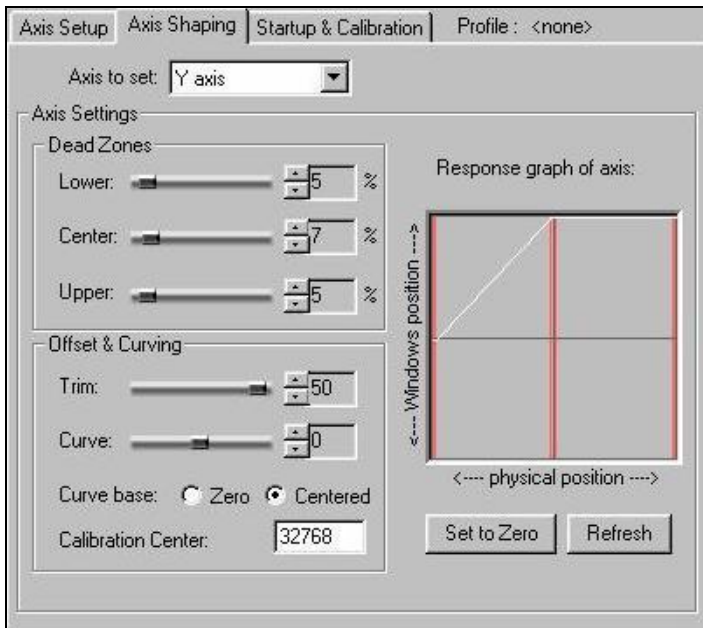 Axis Setup Axis Shaping Startup & Calibration Profile : <none>
Axis to set: Y axis
Axis Settings
Dead Zones
Lower: 5 %
Center: 7 %
Upper: 5 %
Offset & Curving
Trim: 50
Curve: 0
Curve base: Zero Centered
Calibration Center: 32768
Response graph of axis:
<--- Windows position --->
<---- physical position ---->
Set to Zero Refresh